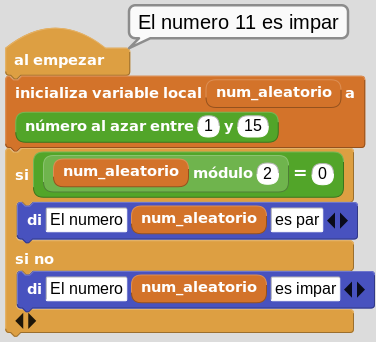 El numero 11 es impar
al empezar
inicializa variable local num_aleatorio a
número al azar entre 1 y 15
si num_aleatorio módulo 2 = 0
di El numero num_aleatorio es par
si no
di El numero num_aleatorio es impar